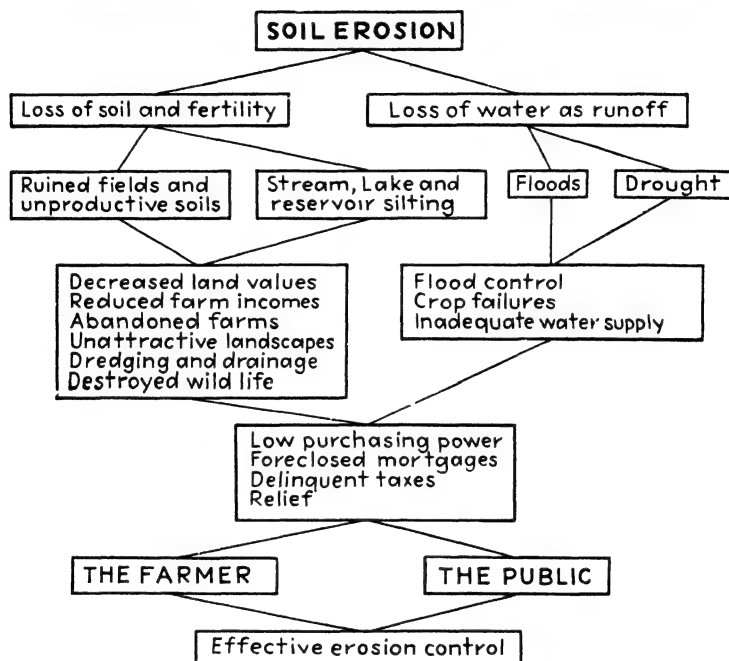 SOIL EROSION
Loss of soil and fertility
Loss of water as runoff
Ruined fields and
unproductive soils
Stream, Lake and
reservoir silting
Floods
Drought
Decreased land values
Reduced farm incomes
Abandoned farms
Unattractive landscapes
Dredging and drainage
Destroyed wild life
Flood control
Crop failures
Inadequate water supply
Low purchasing power
Foreclosed mortgages
Delinquent taxes
Relief
THE FARMER
THE PUBLIC
Effective erosion control